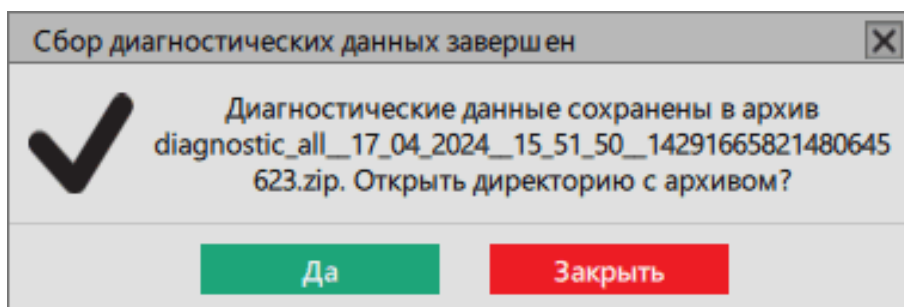 Сбор диагностических данных завершен
Диагностические данные сохранены в архив
diagnostic_all__17_04_2024__15_51_50__14291665821480645
623.zip. Открыть директорию с архивом?
Да
Закрыть